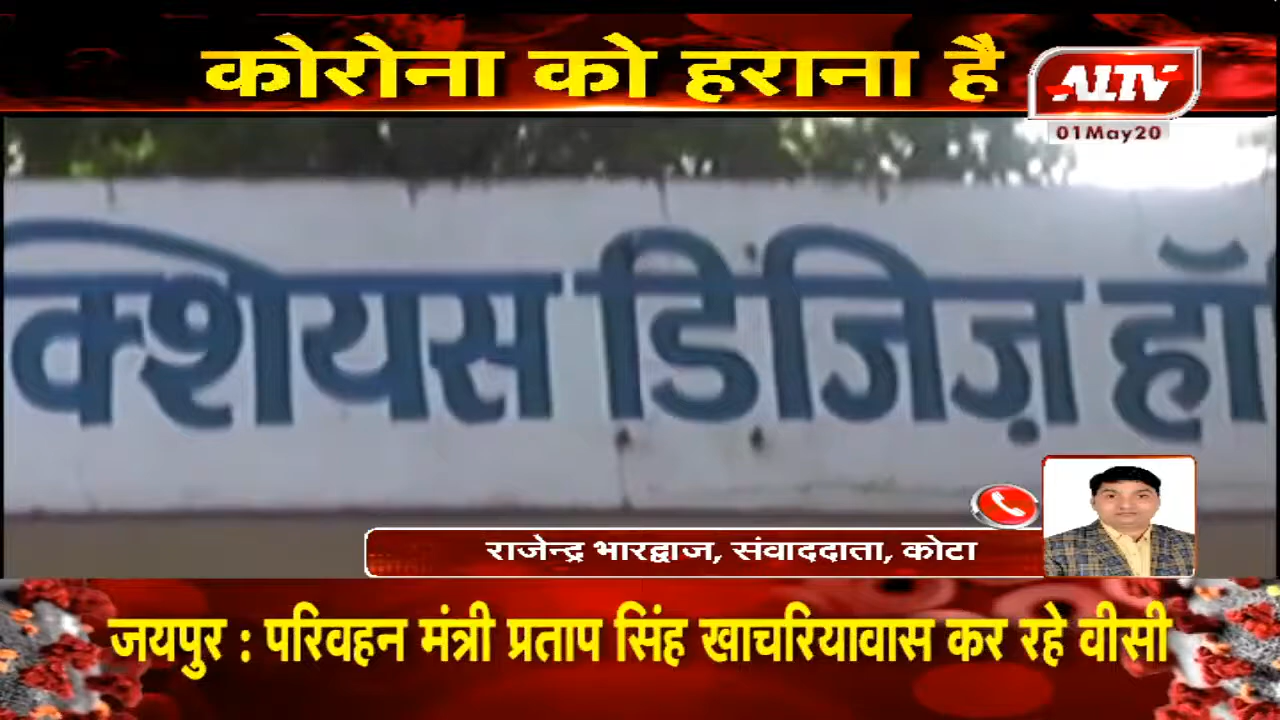 कोरोना को हराना है
ALTV
01May20
क्शियस डिंजिज़ हॉ
राजेन्द्र भारद्वाज, संवाददाता, कोटा
जयपुर : परिवहन मंत्री प्रताप सिंह खाचरियावास कर रहे वीसी